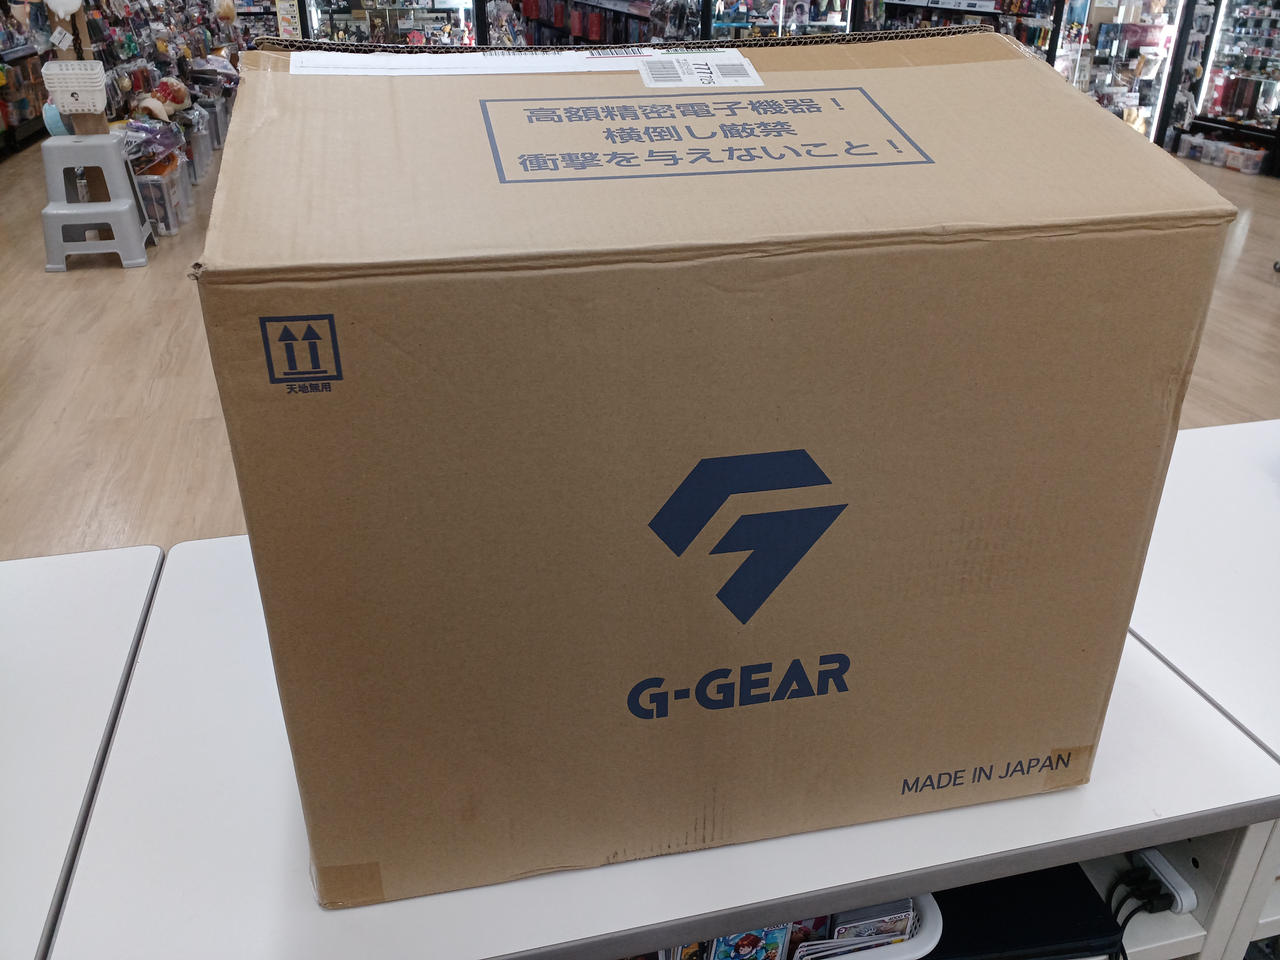 高額精密電子機器!
横倒し厳禁
衝撃を与えないこと!
天地無用
G-GEAR
MADE IN JAPAN